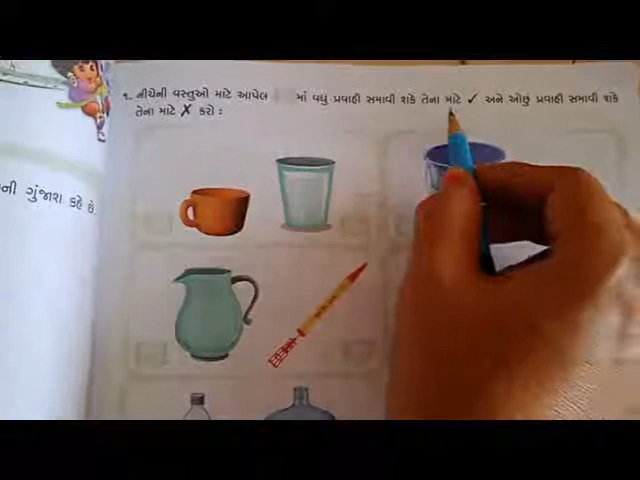 ૧. નીચેની વસ્તુઓ માટે આપેલ માં વધુ પ્રવાહી સમાવી શકે તેના માટે ✓ અને ઓછું પ્રવાહી સમાવી શકે
તેના માટે ✗ કરો :
ની ગુંજાશ કહે છે.